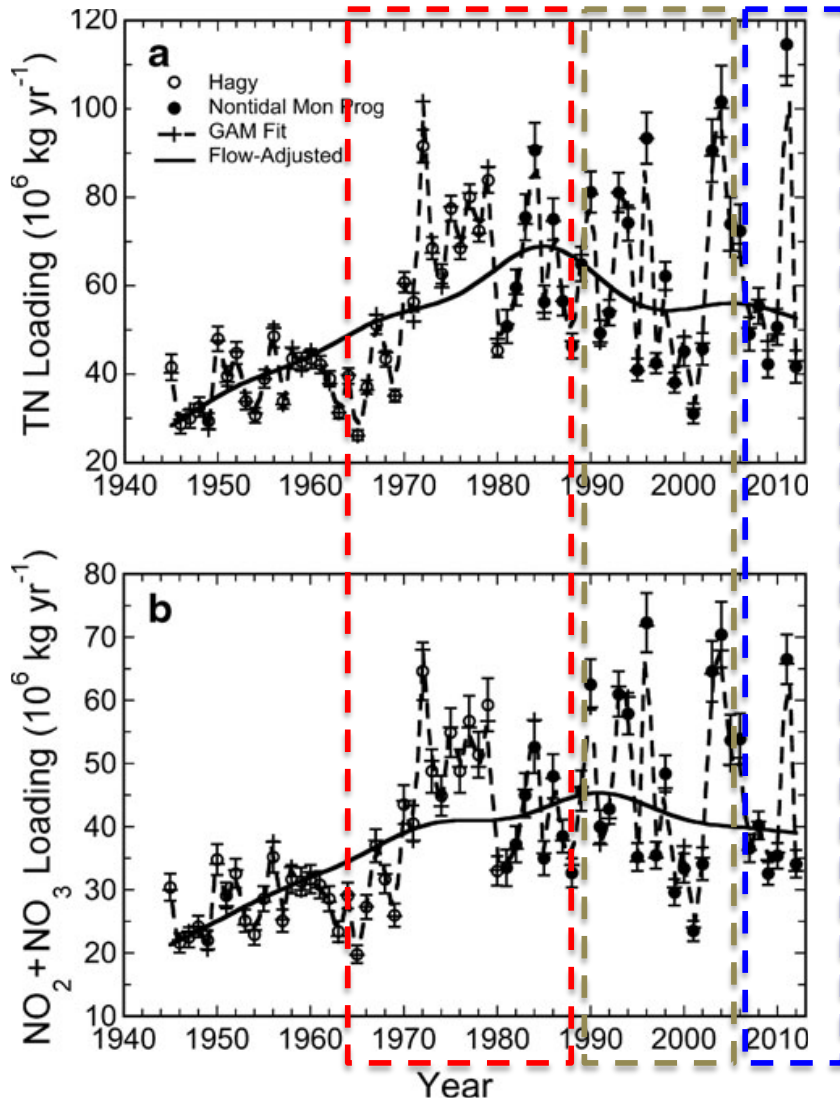 a
Hagy
Nontidal Mon Prog
GAM Fit
Flow-Adjusted
TN Loading (10⁶ kg yr⁻¹)
120
100
80
60
40
20
1940 1950 1960 1970 1980 1990 2000 2010
b
NO₂+NO₃ Loading (10⁶ kg yr⁻¹)
80
70
60
50
40
30
20
10
1940 1950 1960 1970 1980 1990 2000 2010
Year